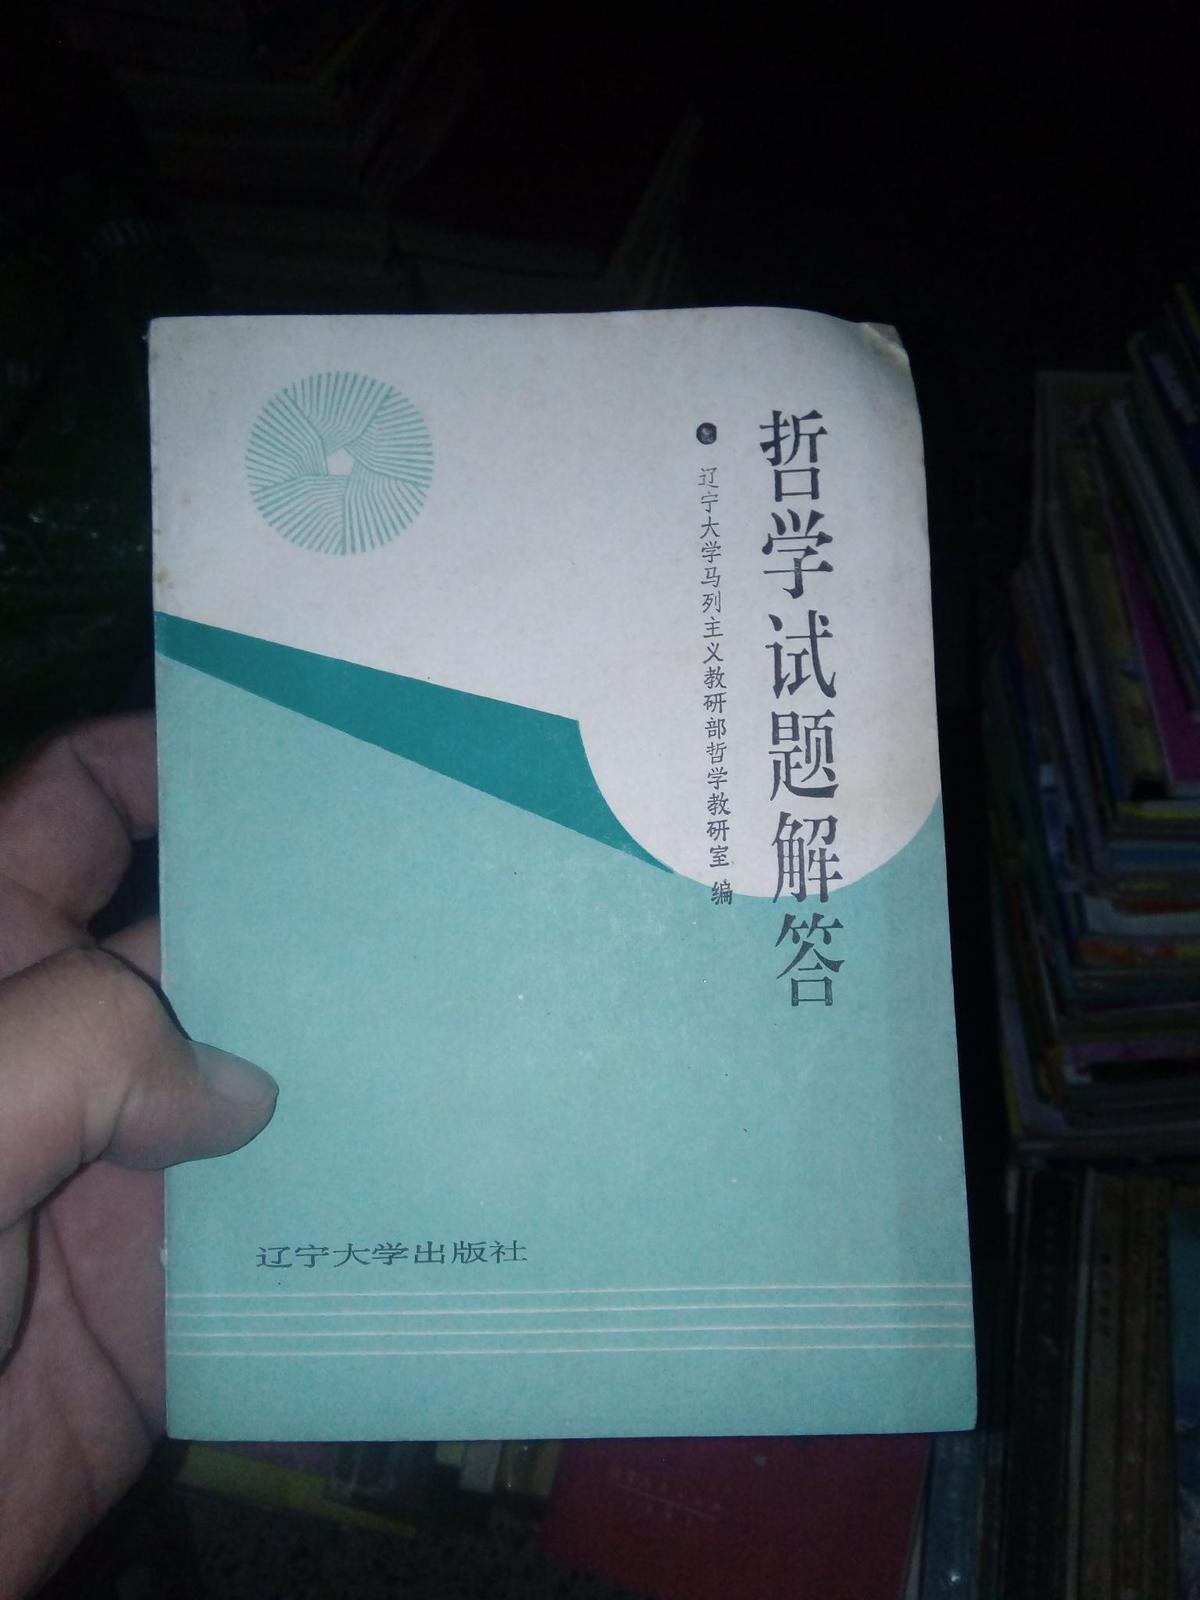 哲学试题解答
辽宁大学马列主义教研部哲学教研室 编
辽宁大学出版社